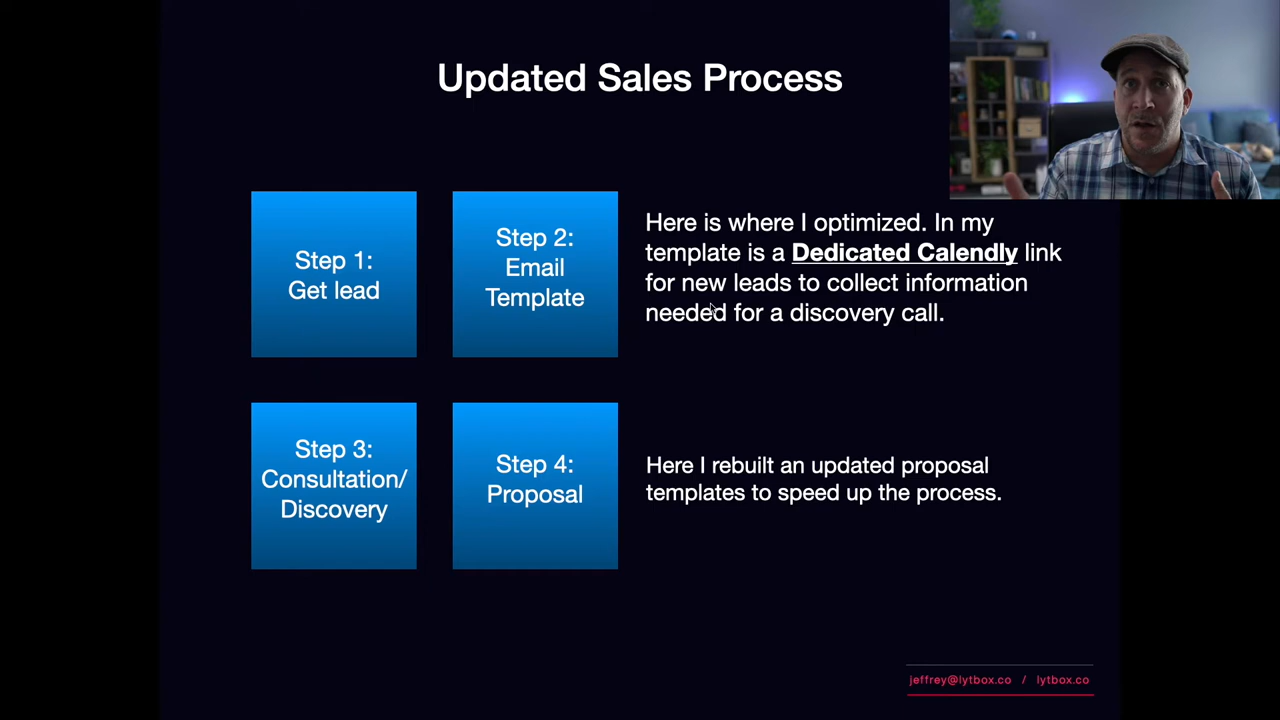 Updated Sales Process
Step 1:
Get lead
Step 2:
Email
Template
Here is where I optimized. In my
template is a Dedicated Calendly link
for new leads to collect information
needed for a discovery call.
Step 3:
Consultation/
Discovery
Step 4:
Proposal
Here I rebuilt an updated proposal
templates to speed up the process.
jeffrey@lytbox.co / lytbox.co